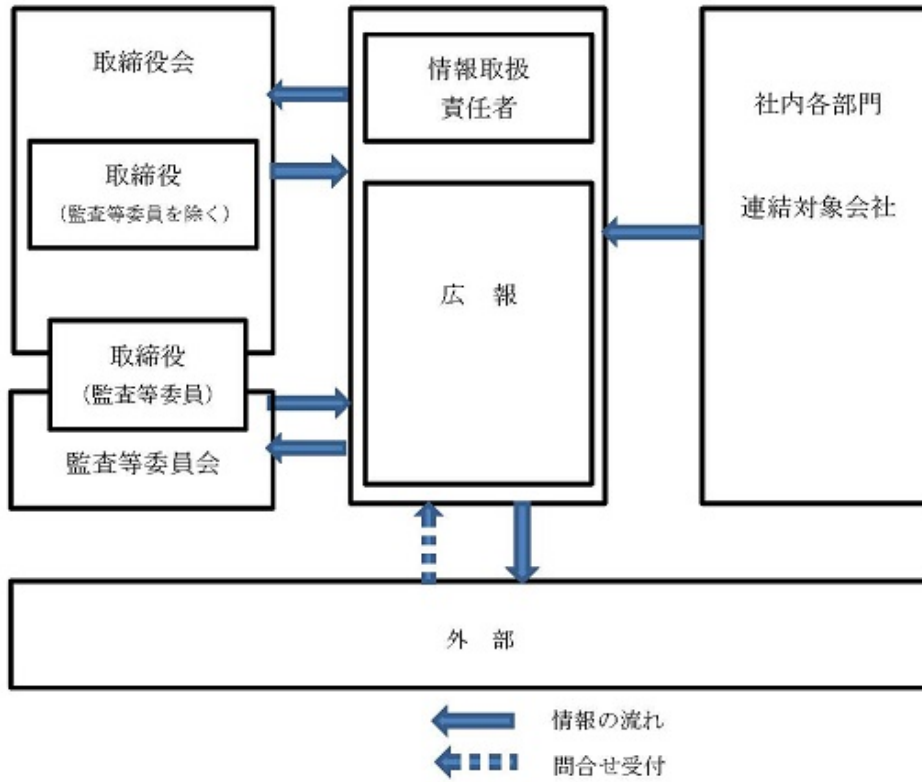 取締役会
取締役
（監査等委員を除く）
取締役
（監査等委員）
監査等委員会
情報取扱
責任者
広　報
社内各部門
連結対象会社
外　部
情報の流れ
問合せ受付